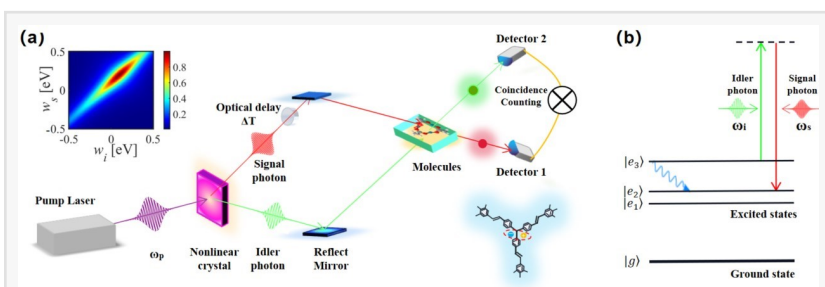 (a)
0.5
0
-0.5
w_s [eV]
-0.5
0
0.5
w_i [eV]
0.8
0.6
0.4
0.2
Optical delay
ΔT
Signal
photon
Detector 2
Coincidence
Counting
Molecules
Detector 1
Pump Laser
ω_p
Nonlinear
crystal
Idler
photon
Reflect
Mirror
(b)
Idler
photon
ω_i
Signal
photon
ω_s
|e_3⟩
|e_2⟩
|e_1⟩
Excited states
|g⟩
Ground state